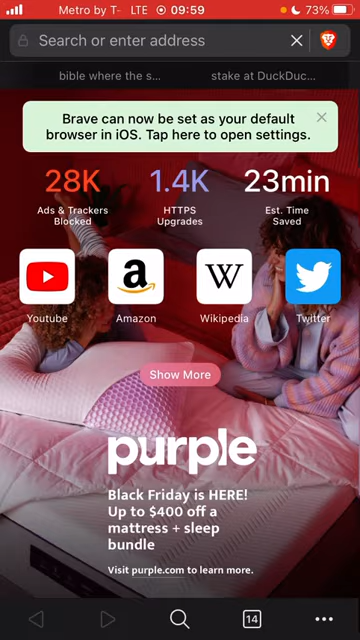 Metro by T- LTE 09:59 73%
Search or enter address
bible where the s... stake at DuckDuc...
Brave can now be set as your default
browser in iOS. Tap here to open settings.
28K 1.4K 23min
Ads & Trackers Blocked HTTPS Upgrades Est. Time Saved
a W
Youtube Amazon Wikipedia Twitter
Show More
purple
Black Friday is HERE!
Up to $400 off a
mattress + sleep
bundle
Visit purple.com to learn more.
14